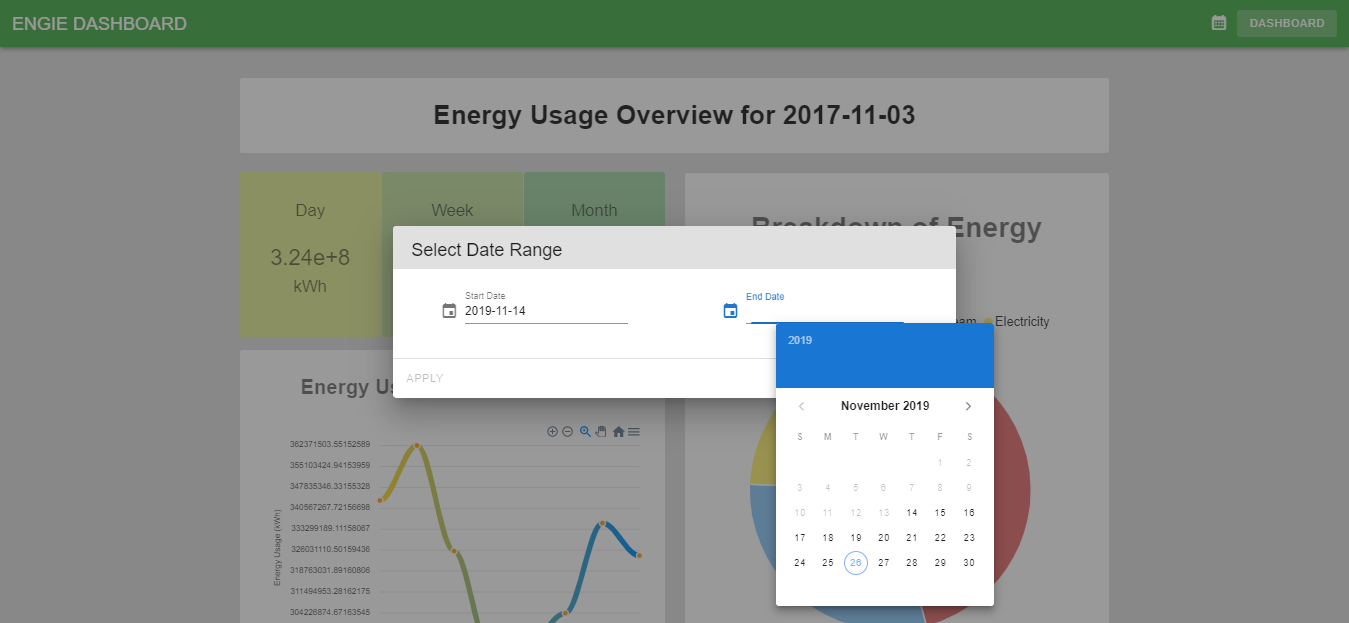 ENGIE DASHBOARD
DASHBOARD
Energy Usage Overview for 2017-11-03
Day
Week
Month
3.24e+8
kWh
Breakdown of Energy
Electricity
Select Date Range
Start Date
2019-11-14
End Date
APPLY
2019
November 2019
S M T W T F S
1 2
3 4 5 6 7 8 9
10 11 12 13 14 15 16
17 18 19 20 21 22 23
24 25 26 27 28 29 30
Energy
Energy Usage (kWh)
362371503.55152589
355103424.94153959
347835346.33155328
340567267.72156698
333299189.11158067
326031110.50159436
318763031.89160806
311494953.28162175
304226874.67163545